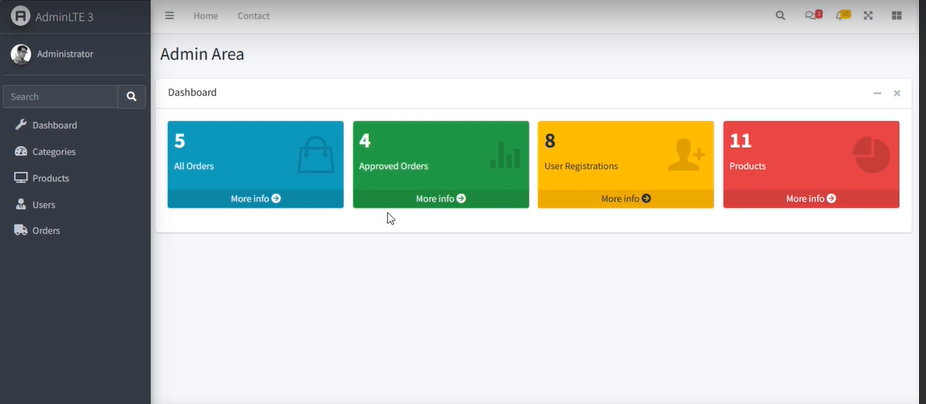 AdminLTE 3
Home
Contact
3
Administrator
Admin Area
Search
Dashboard
Categories
Products
Users
Orders
Dashboard
5
All Orders
More info
4
Approved Orders
More info
8
User Registrations
More info
11
Products
More info